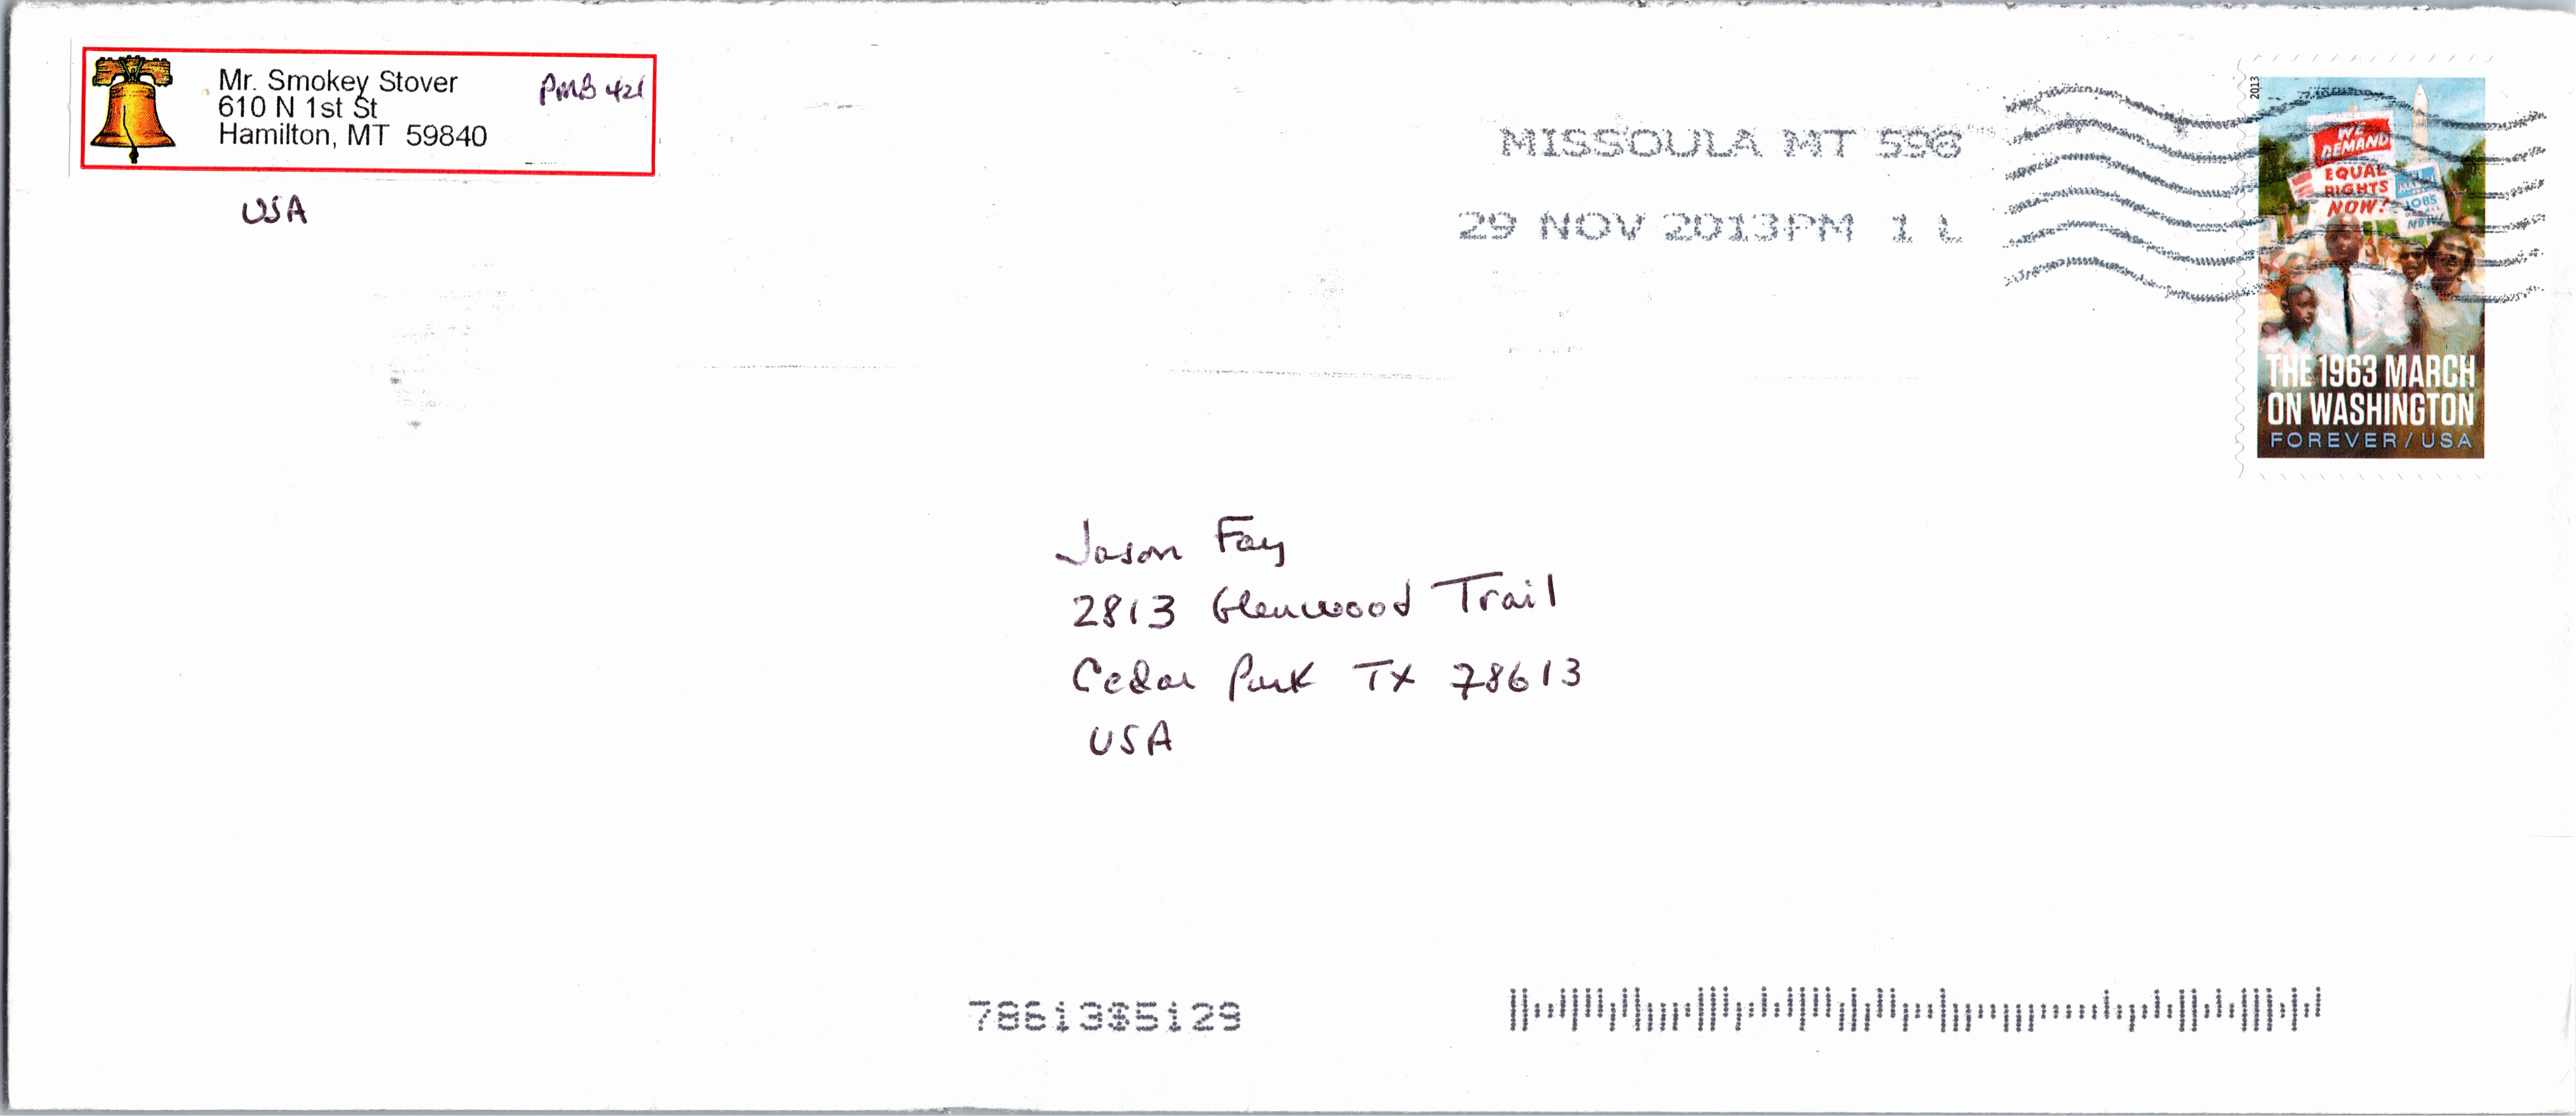 Mr. Smokey Stover PMB 421
610 N 1st St
Hamilton, MT 59840
USA
MISSOULA MT 598
29 NOV 2013PM 1 L
2013
WE
DEMAND
EQUAL
RIGHTS
NOW!
JOBS
NOW!
THE 1963 MARCH
ON WASHINGTON
FOREVER / USA
Jason Fay
2813 Glenwood Trail
Cedar Park TX 78613
USA
78613$5129